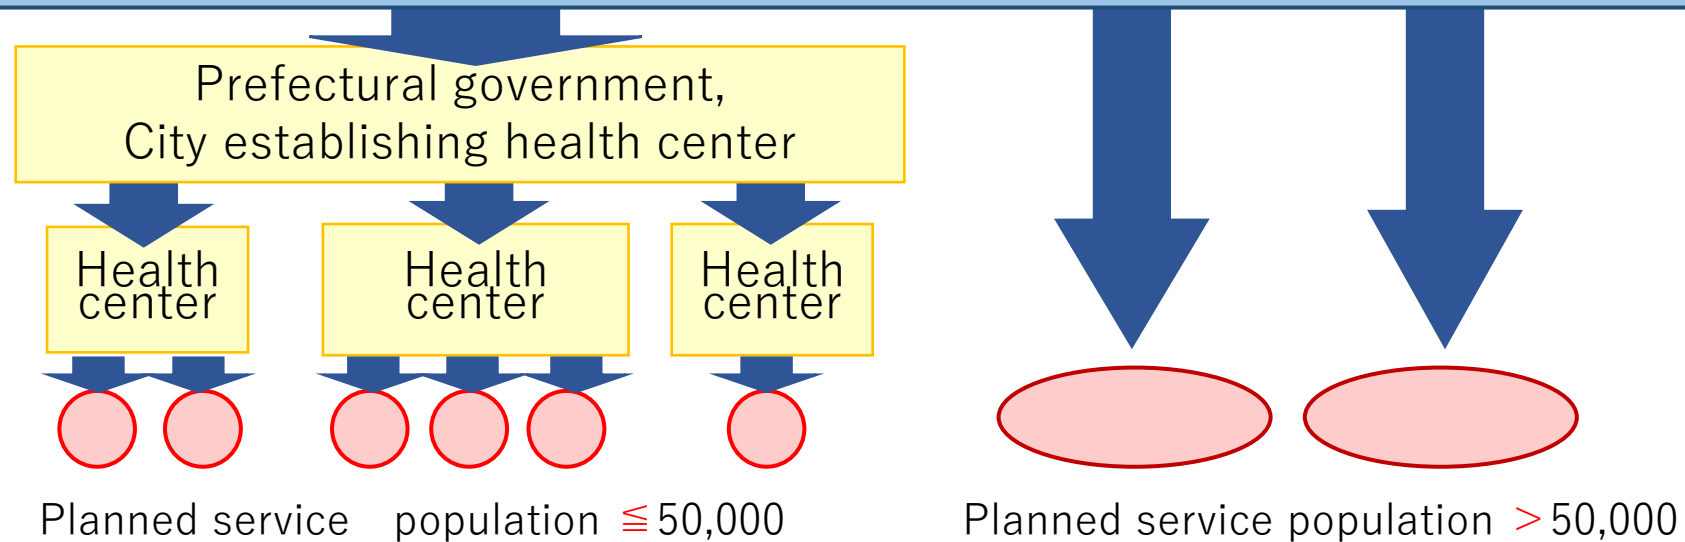 Prefectural government,
City establishing health center
Health
center
Health
center
Health
center
Planned service population ≦ 50,000
Planned service population ＞ 50,000